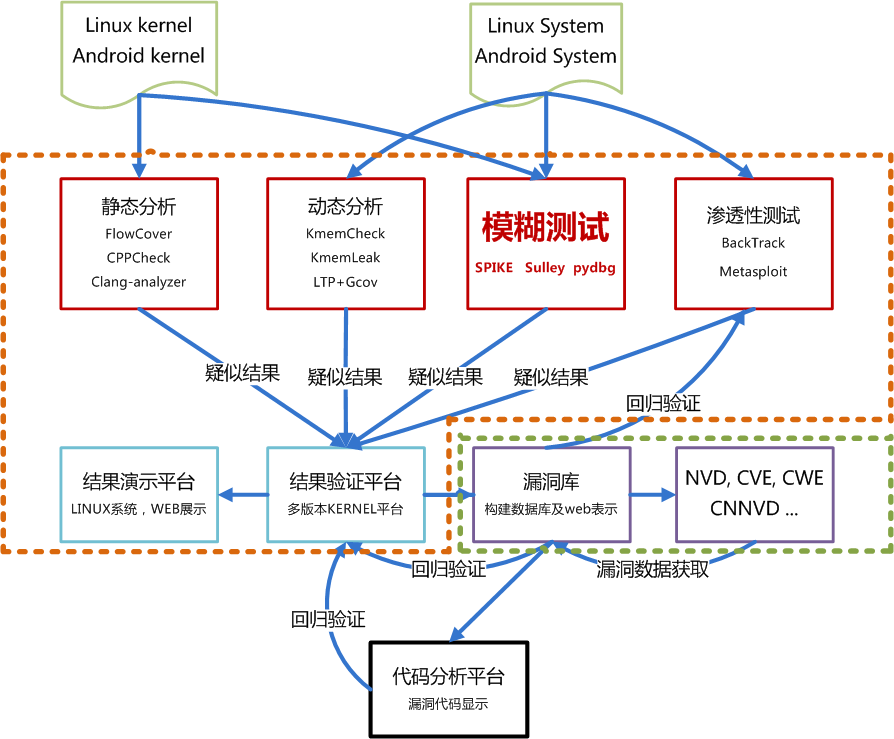 Linux kernel
Android kernel
Linux System
Android System
静态分析
FlowCover
CPPCheck
Clang-analyzer
动态分析
KmemCheck
KmemLeak
LTP+Gcov
模糊测试
SPIKE Sulley pydbg
渗透性测试
BackTrack
Metasploit
疑似结果
疑似结果
疑似结果
疑似结果
回归验证
结果演示平台
LINUX系统，WEB展示
结果验证平台
多版本KERNEL平台
漏洞库
构建数据库及web表示
NVD, CVE, CWE
CNNVD ...
回归验证
漏洞数据获取
回归验证
代码分析平台
漏洞代码显示